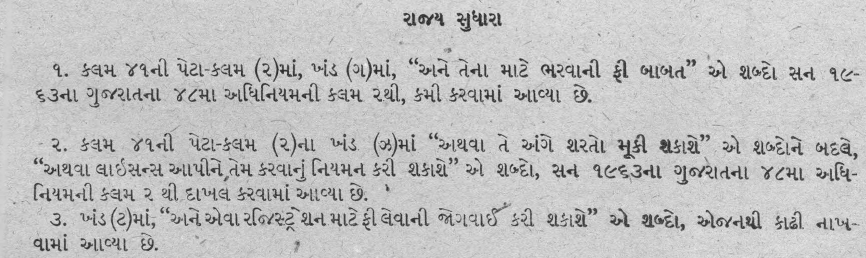 રાજ્ય સુધારા
૧. કલમ ૪૧ની પેટા-કલમ (૨)માં, ખંડ (ગ)માં, “અને તેના માટે ભરવાની ફી બાબત” એ શબ્દો સન ૧૯-
૬૩ના ગુજરાતના ૪૮મા અધિનિયમની કલમ ૨થી, કમી કરવામાં આવ્યા છે.
૨. કલમ ૪૧ની પેટા-કલમ (૨)ના ખંડ (ઝ)માં “અથવા તે અંગે શરતો મૂકી શકાશે” એ શબ્દોને બદલે,
“અથવા લાઇસન્સ આપીને તેમ કરવાનું નિયમન કરી શકાશે” એ શબ્દો, સન ૧૯૬૩ના ગુજરાતના ૪૮મા અધિ-
નિયમની કલમ ૨ થી દાખલ કરવામાં આવ્યા છે.
૩. ખંડ (ટ)માં, “અને એવા રજિસ્ટ્રેશન માટે ફી લેવાની જોગવાઈ કરી શકાશે” એ શબ્દો, એજનથી કાઢી નાખ-
વામાં આવ્યા છે.